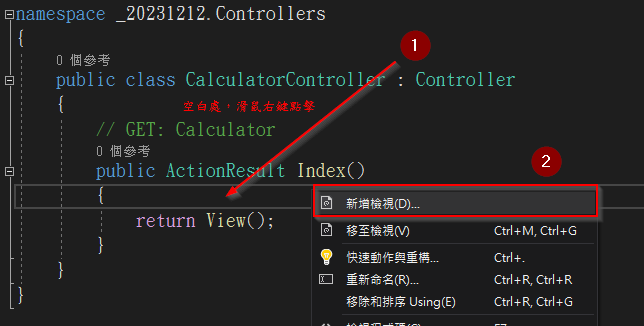 namespace _20231212.Controllers
{
1
0 個參考
public class CalculatorController : Controller
{
空白處，滑鼠右鍵點擊
// GET: Calculator
0 個參考
public ActionResult Index()
2
{
新增檢視(D)...
return View();
移至檢視(V) Ctrl+M, Ctrl+G
}
快速動作與重構... Ctrl+.
}
重新命名(R)... Ctrl+R, Ctrl+R
}
移除和排序 Using(E) Ctrl+R, Ctrl+G